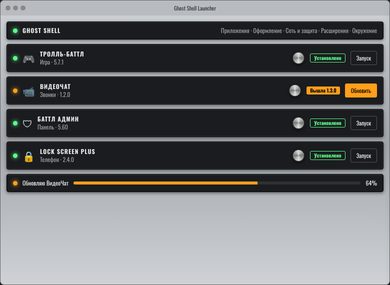 Ghost Shell Launcher
GHOST SHELL
Приложения · Оформление · Сеть и защита · Расширения · Окружение
ТРОЛЛЬ-БАТТЛ
Игра · 5.7.1
Установлено
Запуск
ВИДЕОЧАТ
Звонки · 1.2.0
Вышла 1.3.0
Обновить
БАТТЛ АДМИН
Панель · 5.60
Установлено
Запуск
LOCK SCREEN PLUS
Телефон · 2.4.0
Установлено
Запуск
Обновляю ВидеоЧат
64%